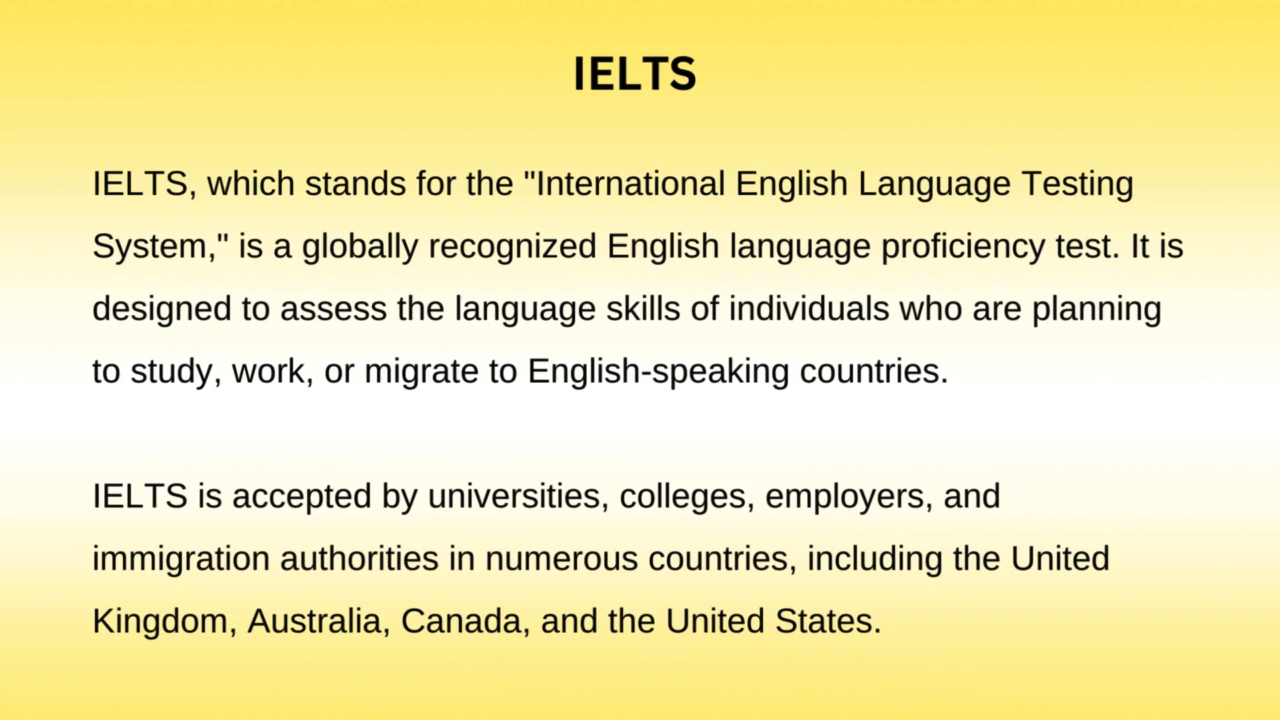 IELTS
IELTS, which stands for the "International English Language Testing
System," is a globally recognized English language proficiency test. It is
designed to assess the language skills of individuals who are planning
to study, work, or migrate to English-speaking countries.
IELTS is accepted by universities, colleges, employers, and
immigration authorities in numerous countries, including the United
Kingdom, Australia, Canada, and the United States.